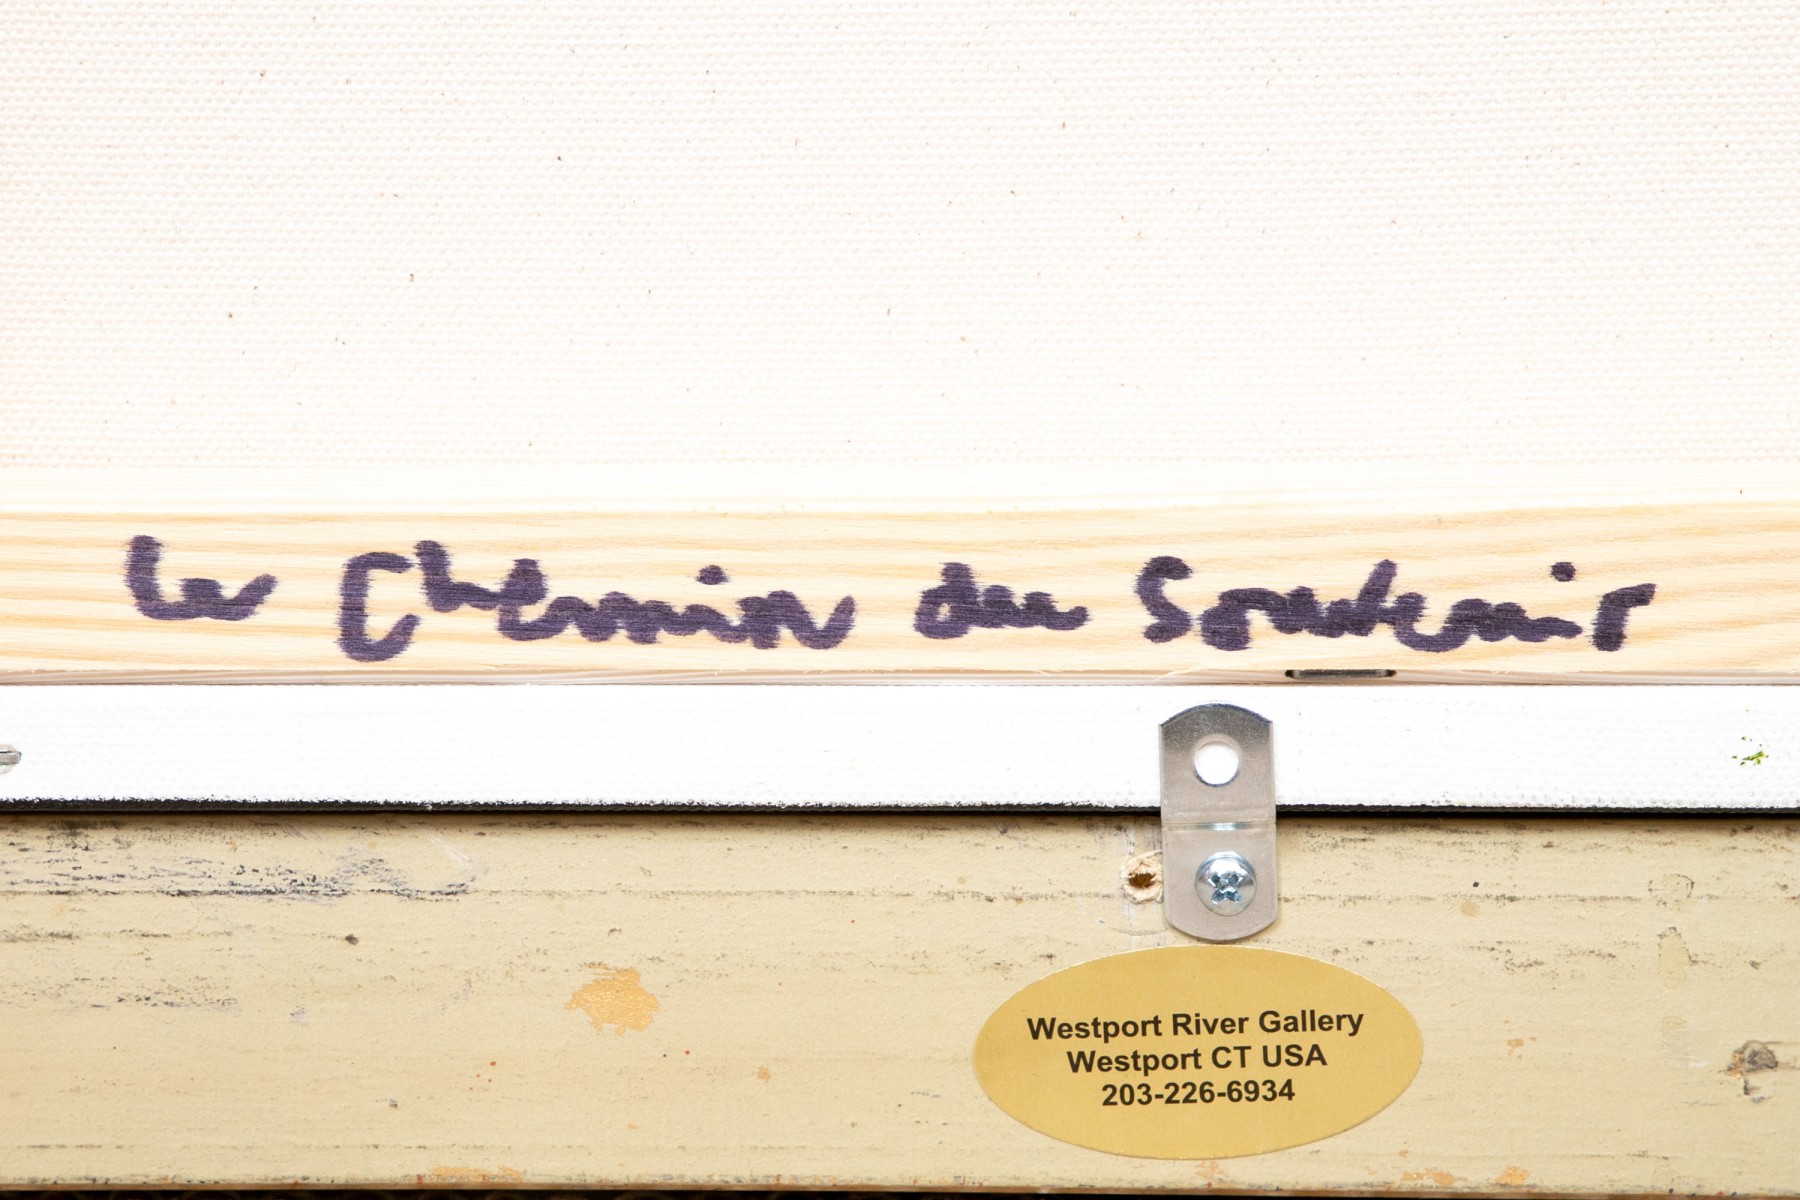 Le Chemin du Souvenir
Westport River Gallery
Westport CT USA
203-226-6934